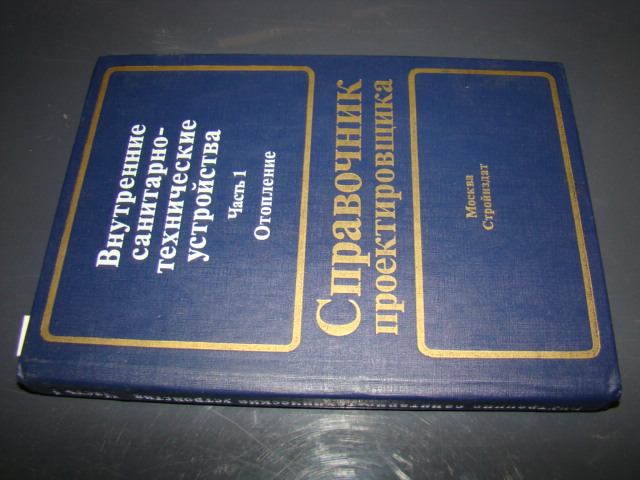 Внутренние
санитарно-
технические
устройства
Часть 1
Отопление
Справочник
проектировщика
Москва
Стройиздат